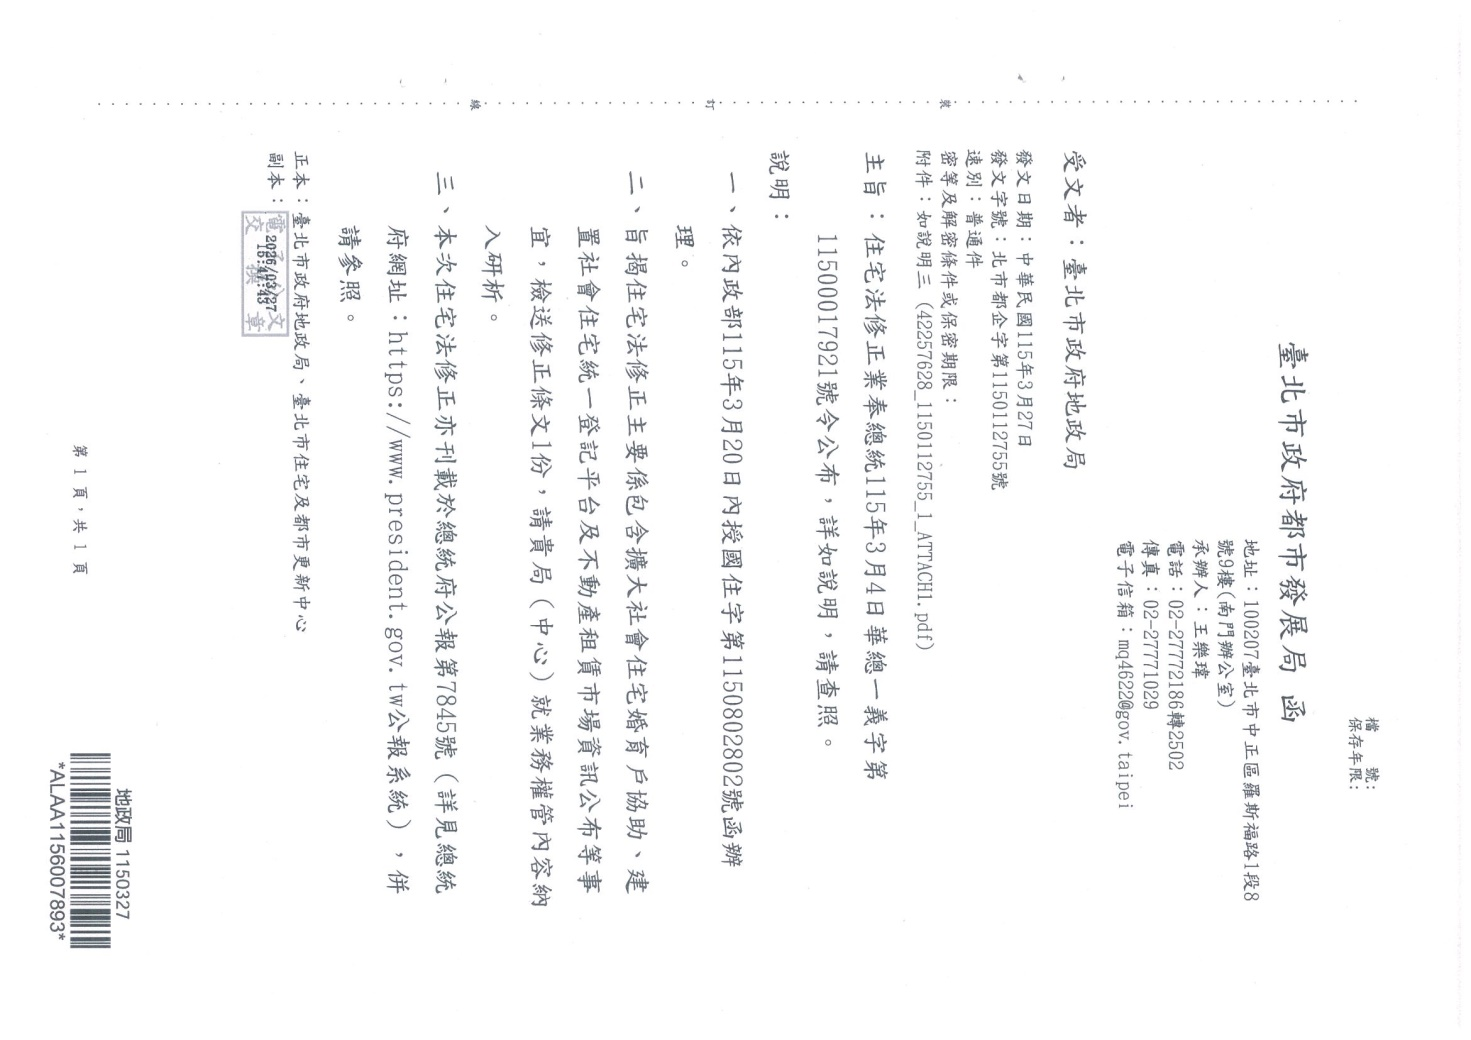 檔　號：
保存年限：
臺北市政府都市發展局　函
地址：100207臺北市中正區羅斯福路1段8
號9樓(南門辦公室)
承辦人：王樂瑋
電話：02-27772186轉2502
傳真：02-27771029
電子信箱：mq4622@gov.taipei
受文者：臺北市政府地政局
發文日期：中華民國115年3月27日
發文字號：北市都企字第1150112755號
速別：普通件
密等及解密條件或保密期限：
附件：如說明三 (42257628_1150112755_1_ATTACH1.pdf)
主旨：住宅法修正業奉總統115年3月4日華總一義字第
11500017921號令公布，詳如說明，請查照。
說明：
一、依內政部115年3月20日內授國住字第1150802802號函辦
理。
二、旨揭住宅法修正主要係包含擴大社會住宅婚育戶協助、建
置社會住宅統一登記平台及不動產租賃市場資訊公布等事
宜，檢送修正條文1份，請貴局（中心）就業務權管內容納
入研析。
三、本次住宅法修正亦刊載於總統府公報第7845號（詳見總統
府網址：https://www.president.gov.tw公報系統），併
請參照。
正本：臺北市政府地政局、臺北市住宅及都市更新中心
副本：
電子公文
2026/03/27
15:41:43
交換章
裝
訂
線
第 1 頁，共 1 頁
地政局 1150327
*ALAA1156007893*